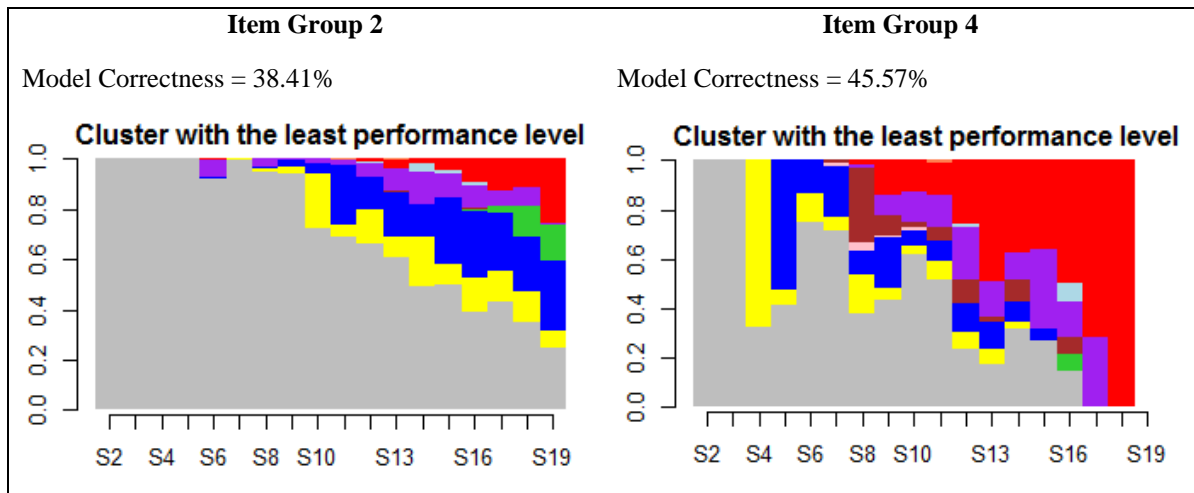 Item Group 2
Model Correctness = 38.41%
Cluster with the least performance level
1.0
0.8
0.6
0.4
0.2
0.0
S2 S4 S6 S8 S10 S13 S16 S19
Item Group 4
Model Correctness = 45.57%
Cluster with the least performance level
1.0
0.8
0.6
0.4
0.2
0.0
S2 S4 S6 S8 S10 S13 S16 S19